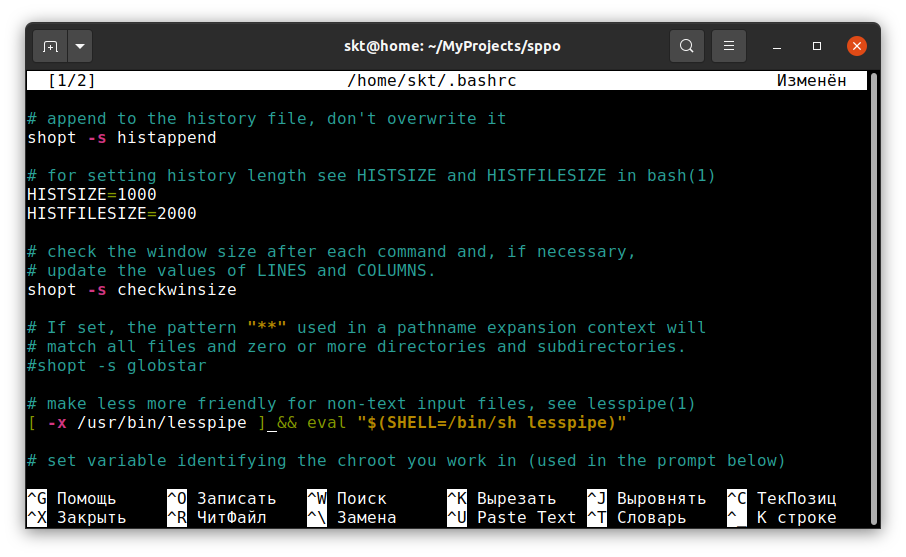 skt@home: ~/MyProjects/sppo
[1/2] /home/skt/.bashrc Изменён
# append to the history file, don't overwrite it
shopt -s histappend
# for setting history length see HISTSIZE and HISTFILESIZE in bash(1)
HISTSIZE=1000
HISTFILESIZE=2000
# check the window size after each command and, if necessary,
# update the values of LINES and COLUMNS.
shopt -s checkwinsize
# If set, the pattern "**" used in a pathname expansion context will
# match all files and zero or more directories and subdirectories.
#shopt -s globstar
# make less more friendly for non-text input files, see lesspipe(1)
[ -x /usr/bin/lesspipe ] && eval "$(SHELL=/bin/sh lesspipe)"
# set variable identifying the chroot you work in (used in the prompt below)
^G Помощь ^O Записать ^W Поиск ^K Вырезать ^J Выровнять ^C ТекПозиц
^X Закрыть ^R ЧитФайл ^\ Замена ^U Paste Text ^T Словарь ^_ К строке